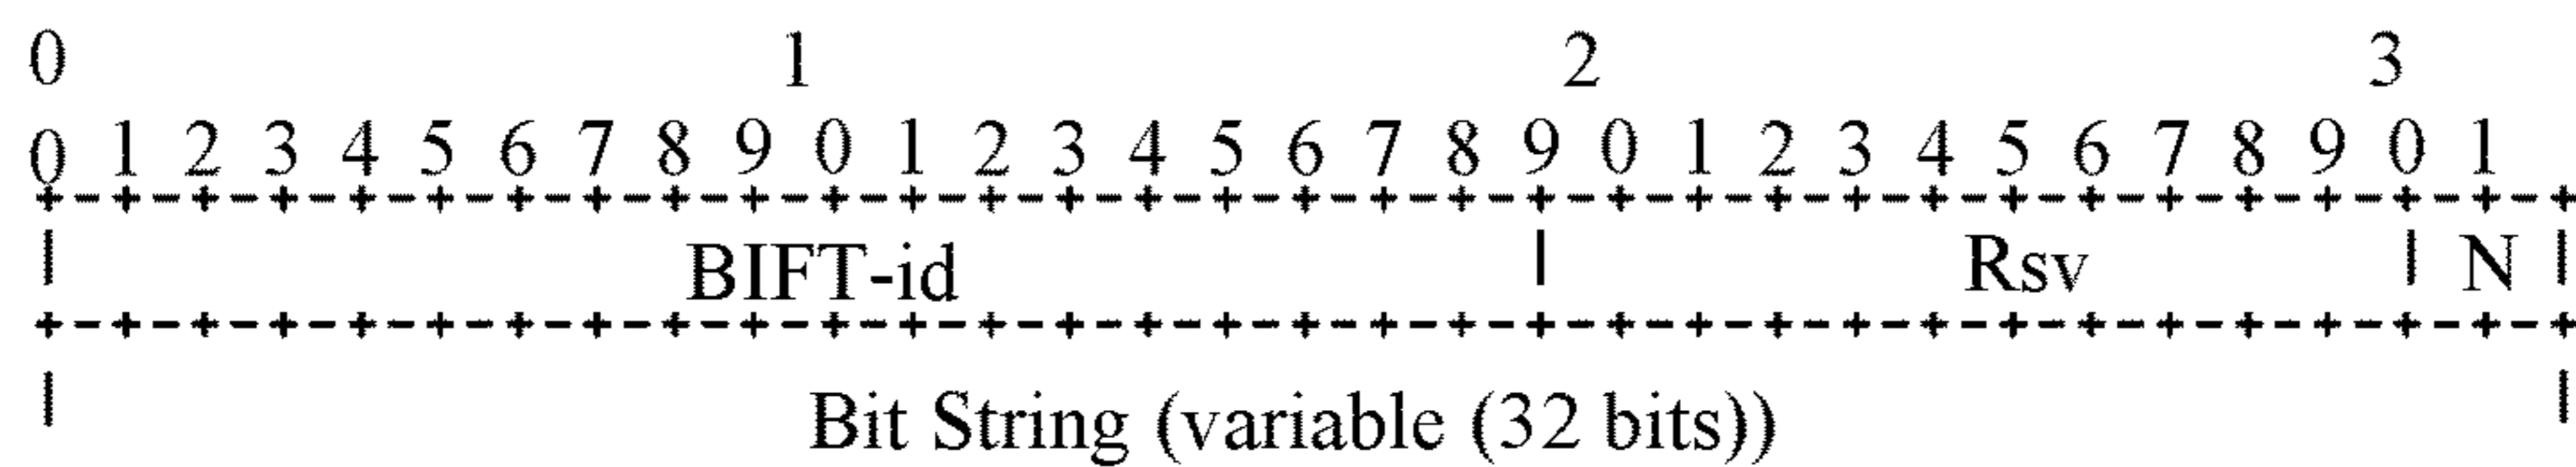 0 1 2 3
0 1 2 3 4 5 6 7 8 9 0 1 2 3 4 5 6 7 8 9 0 1 2 3 4 5 6 7 8 9 0 1
+-+-+-+-+-+-+-+-+-+-+-+-+-+-+-+-+-+-+-+-+-+-+-+-+-+-+-+-+-+-+-+-+
| BIFT-id | Rsv | N |
+-+-+-+-+-+-+-+-+-+-+-+-+-+-+-+-+-+-+-+-+-+-+-+-+-+-+-+-+-+-+-+-+
| Bit String (variable (32 bits)) |